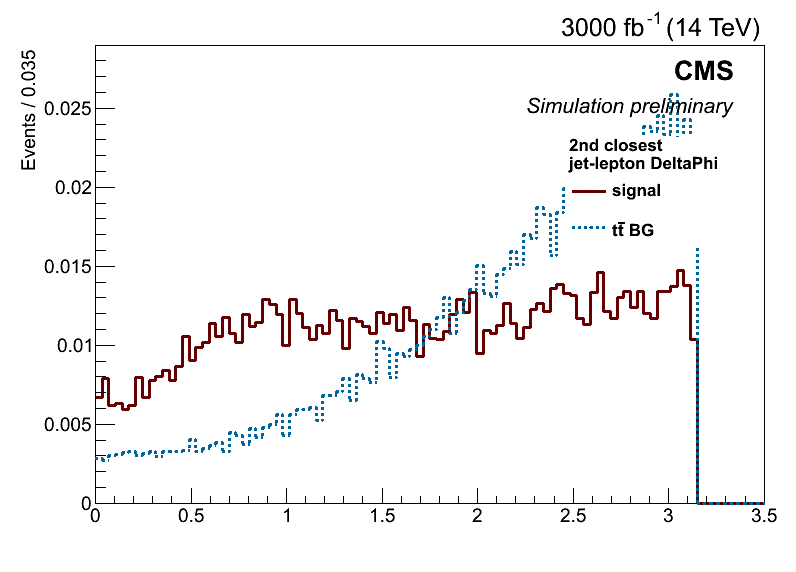 3000 fb⁻¹ (14 TeV)
CMS
Simulation preliminary
Events / 0.035
0.025
0.02
0.015
0.01
0.005
0
2nd closest
jet-lepton DeltaPhi
signal
tt̄ BG
0 0.5 1 1.5 2 2.5 3 3.5